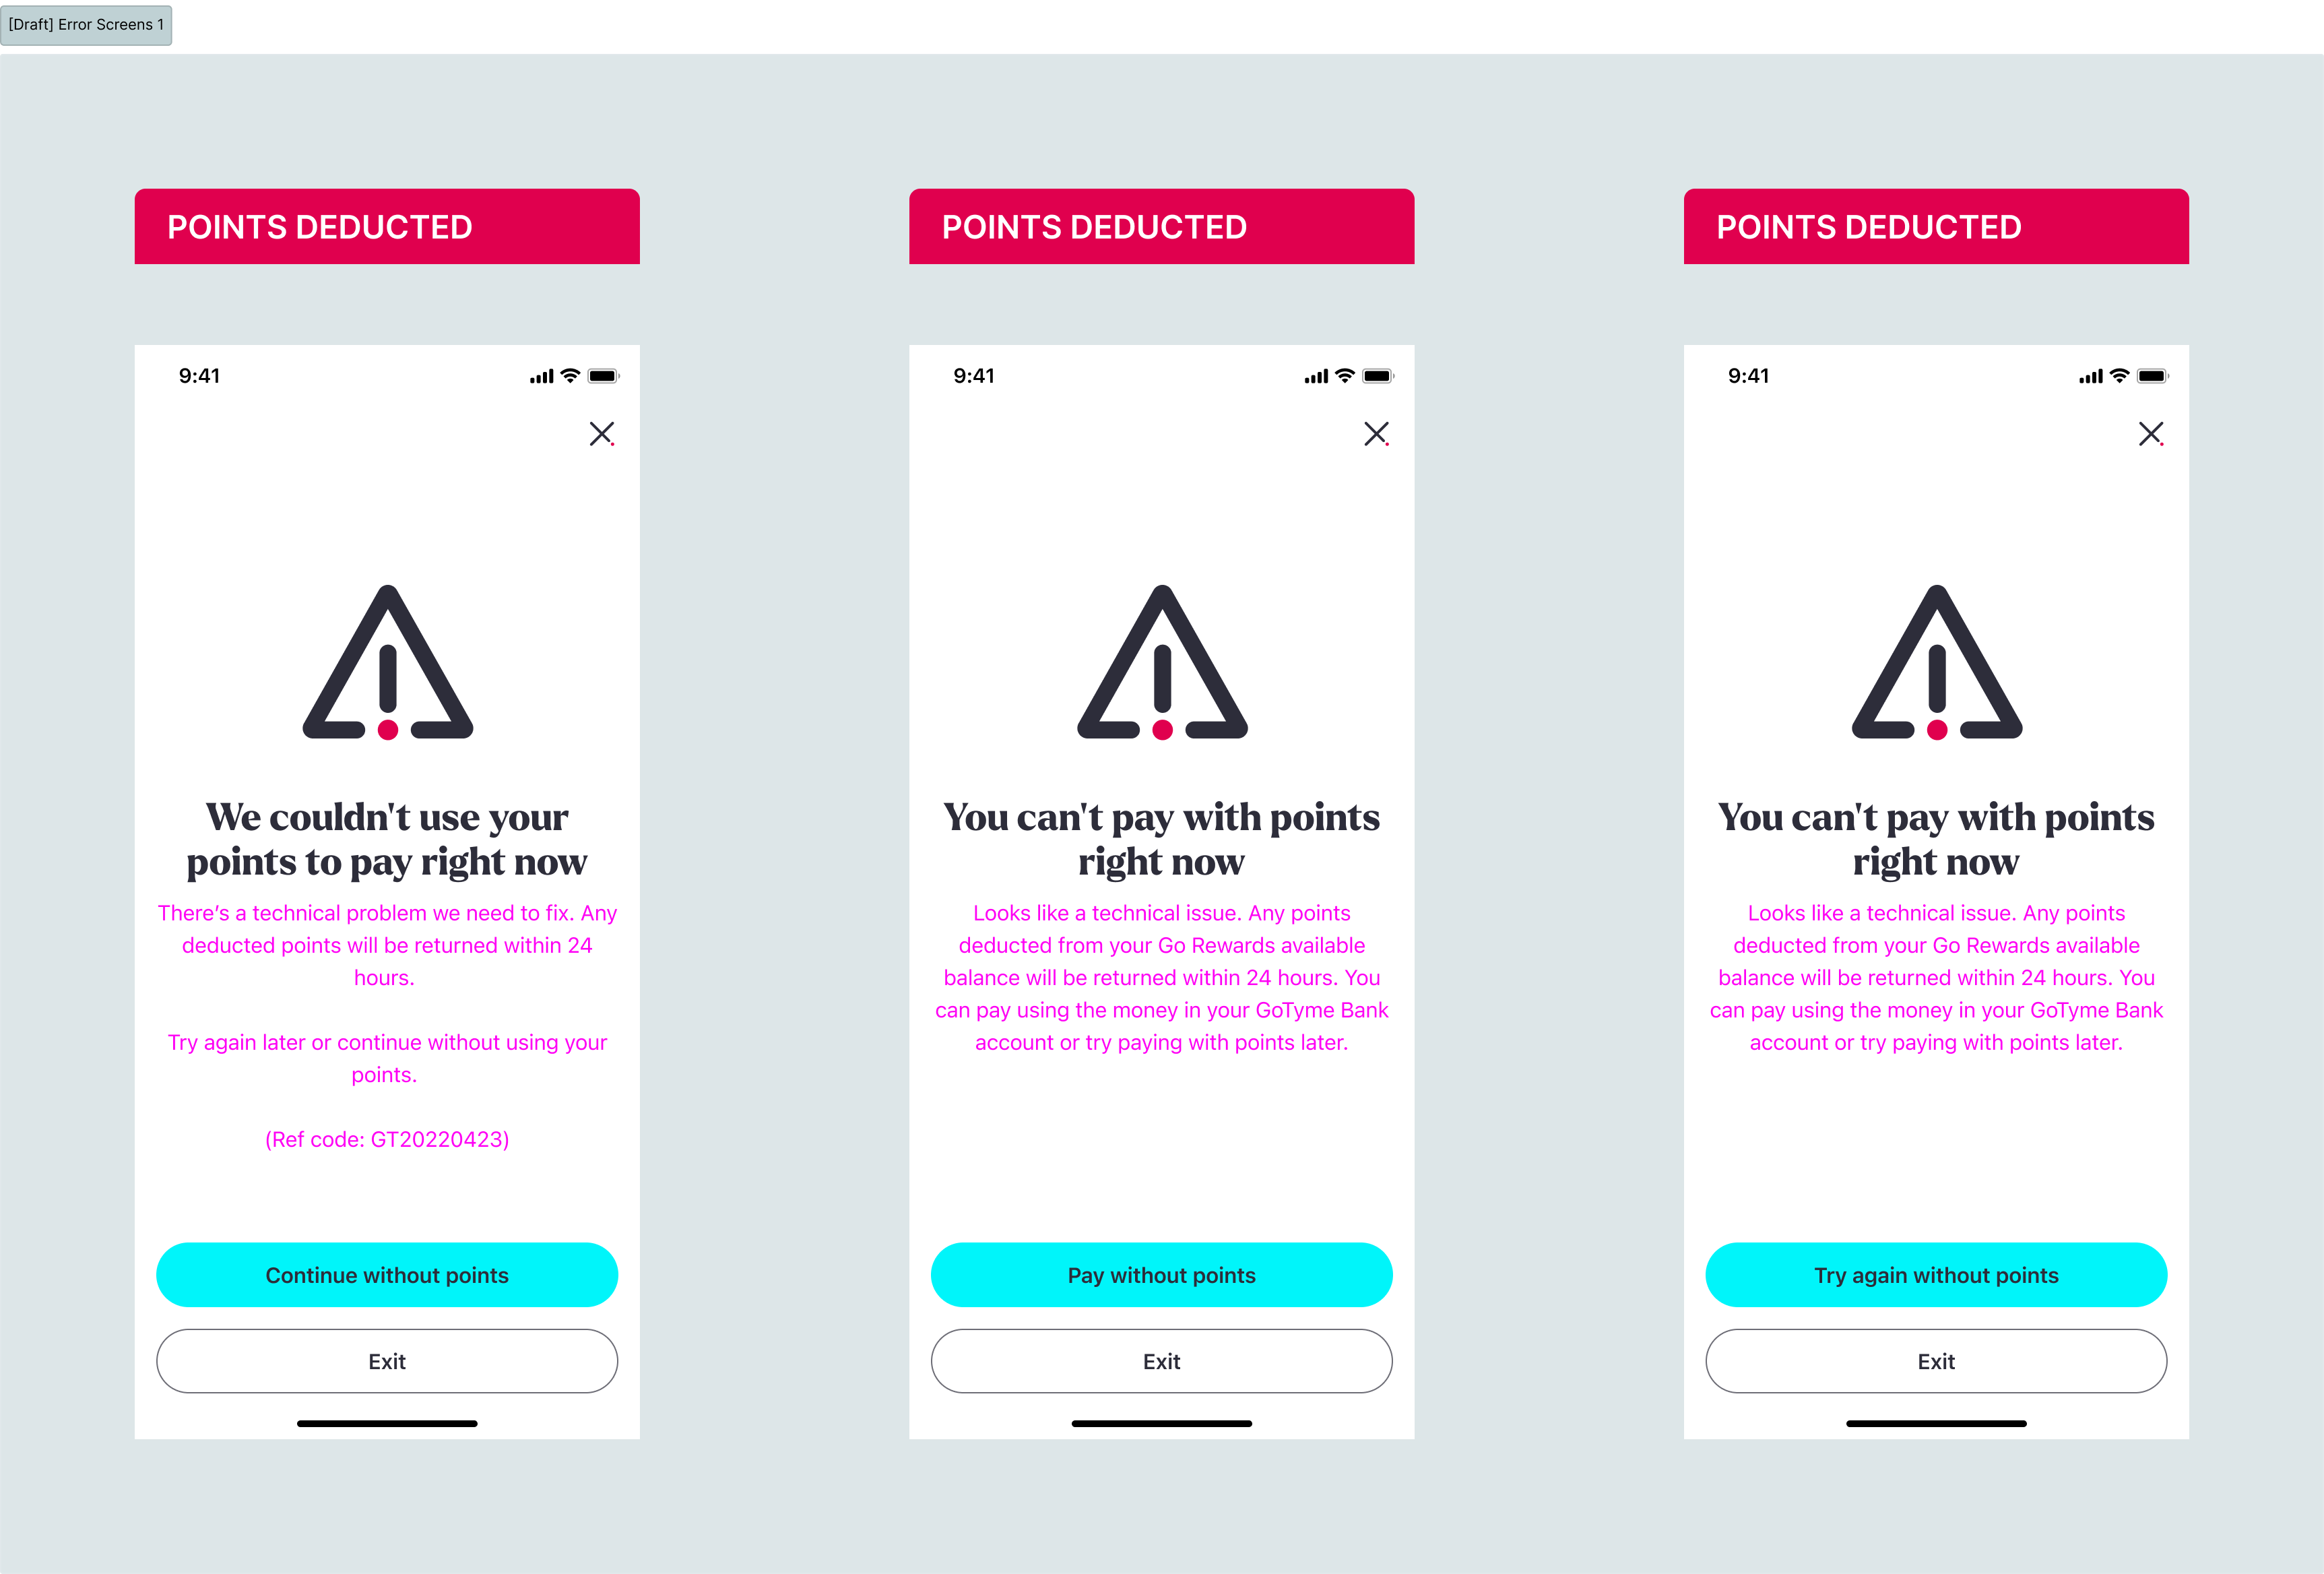 [Draft] Error Screens 1
POINTS DEDUCTED
9:41
We couldn't use your
points to pay right now
There’s a technical problem we need to fix. Any
deducted points will be returned within 24
hours.
Try again later or continue without using your
points.
(Ref code: GT20220423)
Continue without points
Exit
POINTS DEDUCTED
9:41
You can't pay with points
right now
Looks like a technical issue. Any points
deducted from your Go Rewards available
balance will be returned within 24 hours. You
can pay using the money in your GoTyme Bank
account or try paying with points later.
Pay without points
Exit
POINTS DEDUCTED
9:41
You can't pay with points
right now
Looks like a technical issue. Any points
deducted from your Go Rewards available
balance will be returned within 24 hours. You
can pay using the money in your GoTyme Bank
account or try paying with points later.
Try again without points
Exit